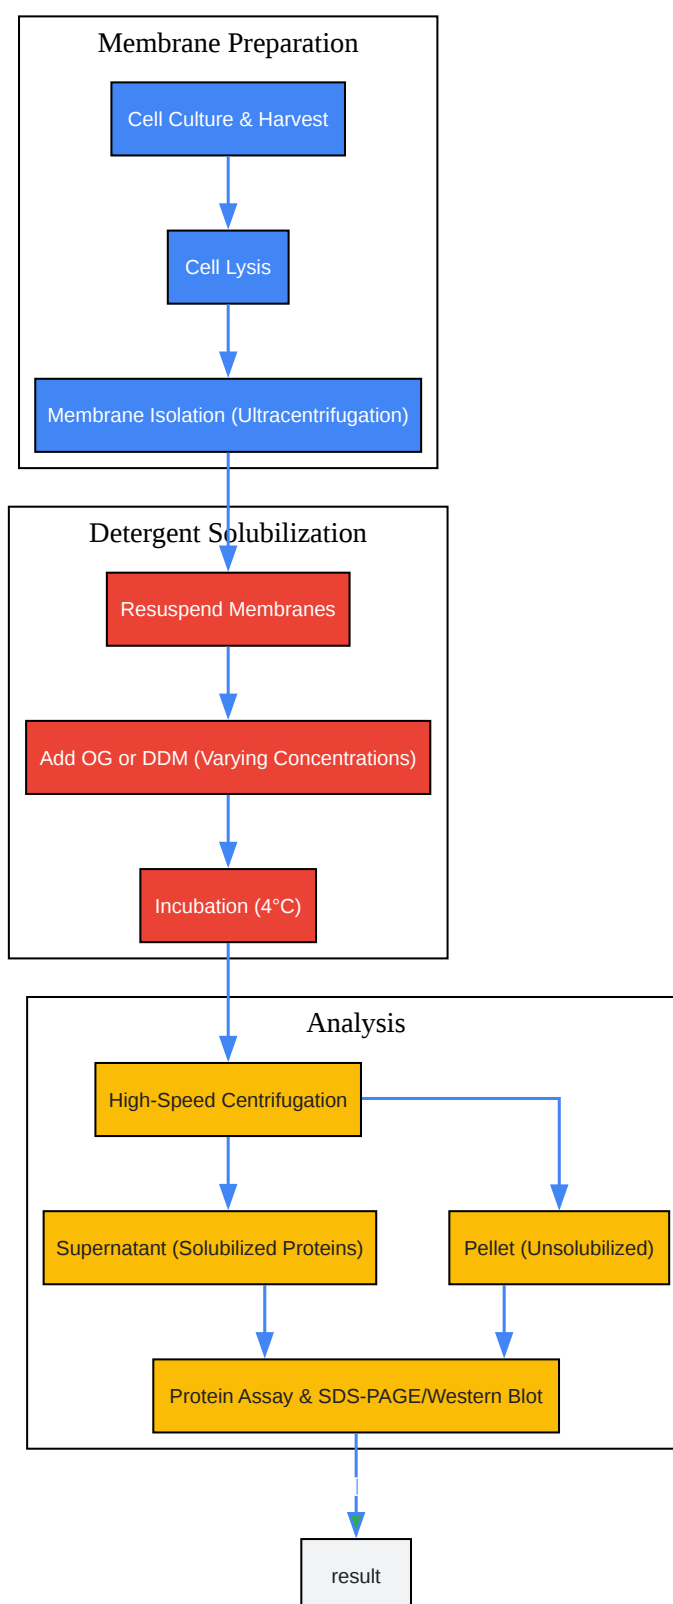 Membrane Preparation
Cell Culture & Harvest
Cell Lysis
Membrane Isolation (Ultracentrifugation)
Detergent Solubilization
Resuspend Membranes
Add OG or DDM (Varying Concentrations)
Incubation (4°C)
Analysis
High-Speed Centrifugation
Supernatant (Solubilized Proteins)
Pellet (Unsolubilized)
Protein Assay & SDS-PAGE/Western Blot
result